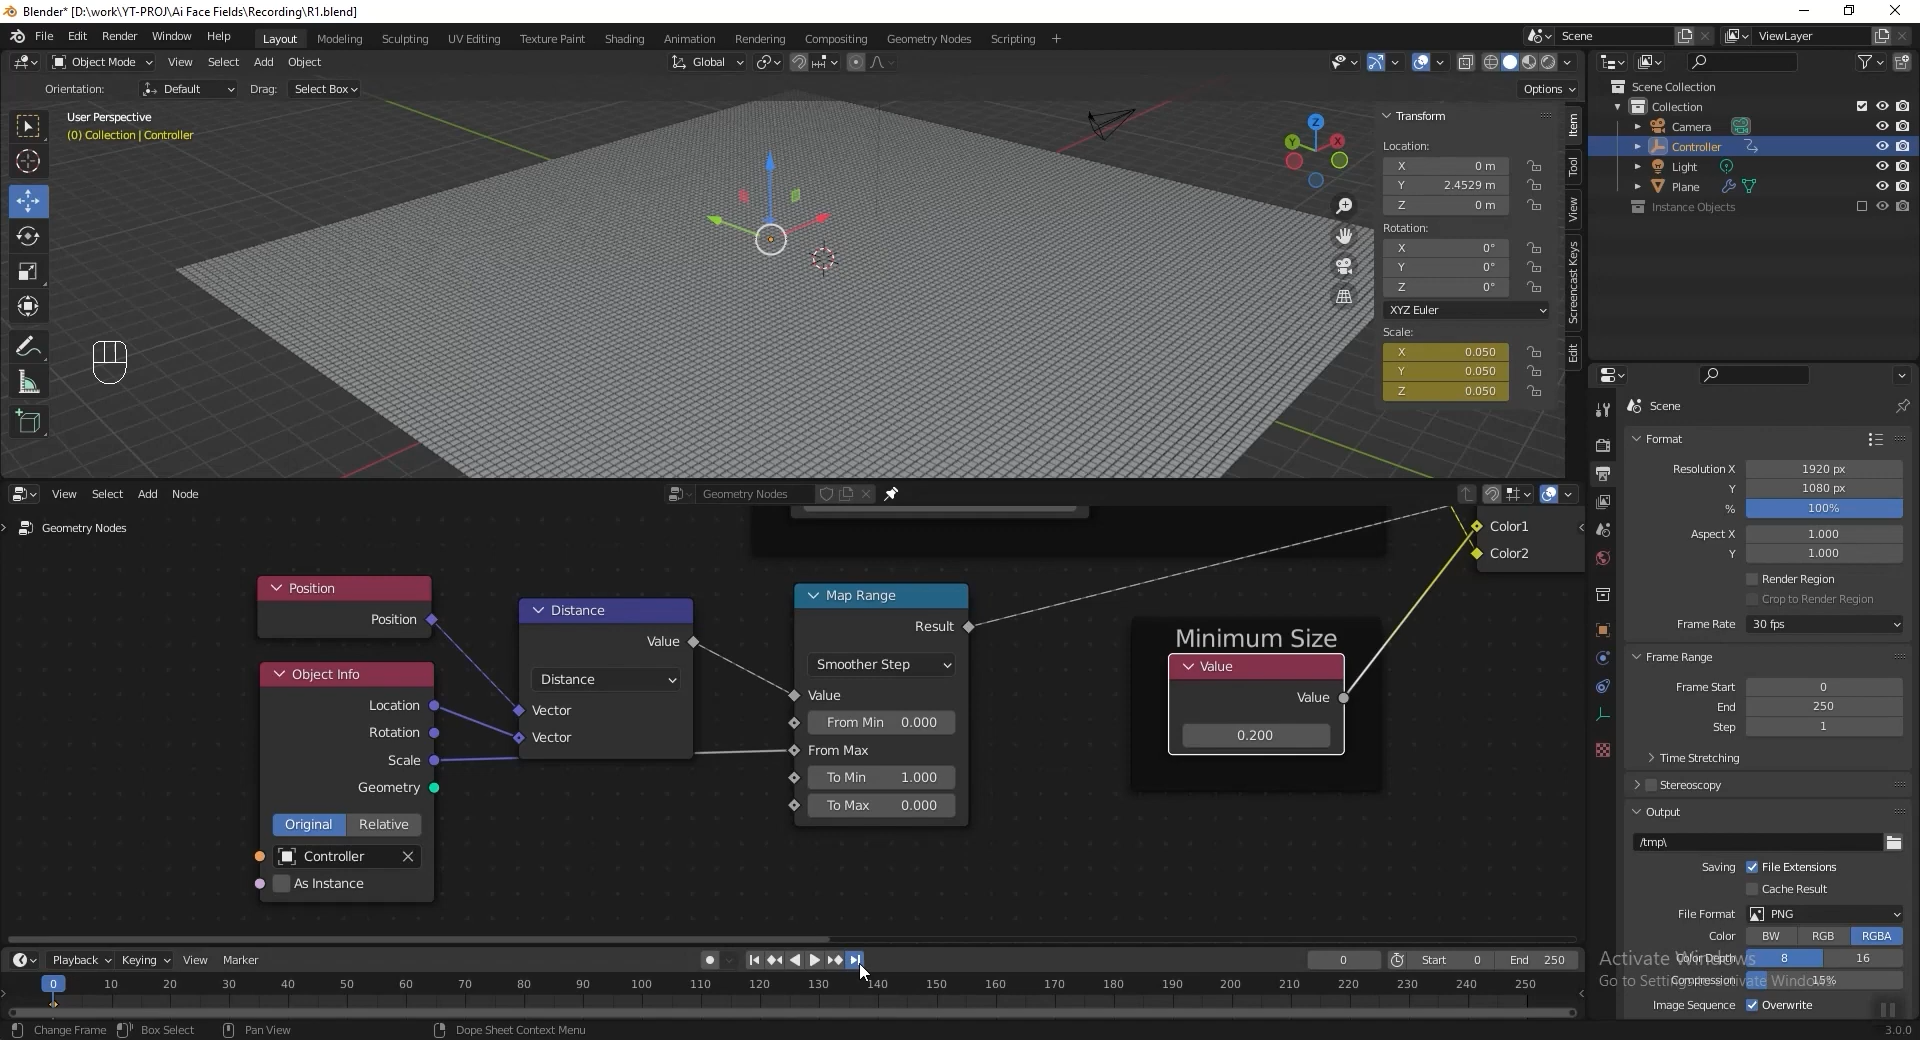 Blender* [D:\work\YT-PROJ\Ai Face Fields\Recording\R1.blend]
File Edit Render Window Help Layout Modeling Sculpting UV Editing Texture Paint Shading Animation Rendering Compositing Geometry Nodes Scripting + Scene ViewLayer
Object Mode View Select Add Object Global
Orientation: Default Drag: Select Box Options
User Perspective
(0) Collection | Controller
Z
Y
X
Transform
Location:
X 0 m
Y 2.4529 m
Z 0 m
Rotation:
X 0°
Y 0°
Z 0°
XYZ Euler
Scale:
X 0.050
Y 0.050
Z 0.050
Item
Tool
View
Screencast Keys
Edit
Scene Collection
Collection
Camera
Controller
Light
Plane
Instance Objects
View Select Add Node Geometry Nodes
Geometry Nodes
Position
Position
Object Info
Location
Rotation
Scale
Geometry
Original Relative
Controller
As Instance
Distance
Value
Distance
Vector
Vector
Map Range
Result
Smoother Step
Value
From Min 0.000
From Max
To Min 1.000
To Max 0.000
Minimum Size
Value
Value
0.200
Color1
Color2
Scene
Format
Resolution X 1920 px
Y 1080 px
% 100%
Aspect X 1.000
Y 1.000
Render Region
Crop to Render Region
Frame Rate 30 fps
Frame Range
Frame Start 0
End 250
Step 1
Time Stretching
Stereoscopy
Output
/tmp\
Saving File Extensions
Cache Result
File Format PNG
Color BW RGB RGBA
Color Depth 8 16
Compression 15%
Image Sequence Overwrite
Activate Windows
Go to Settings to activate Windows.
Playback Keying View Marker 0 Start 0 End 250
0 10 20 30 40 50 60 70 80 90 100 110 120 130 140 150 160 170 180 190 200 210 220 230 240 250
Change Frame Box Select Pan View Dope Sheet Context Menu 3.0.0